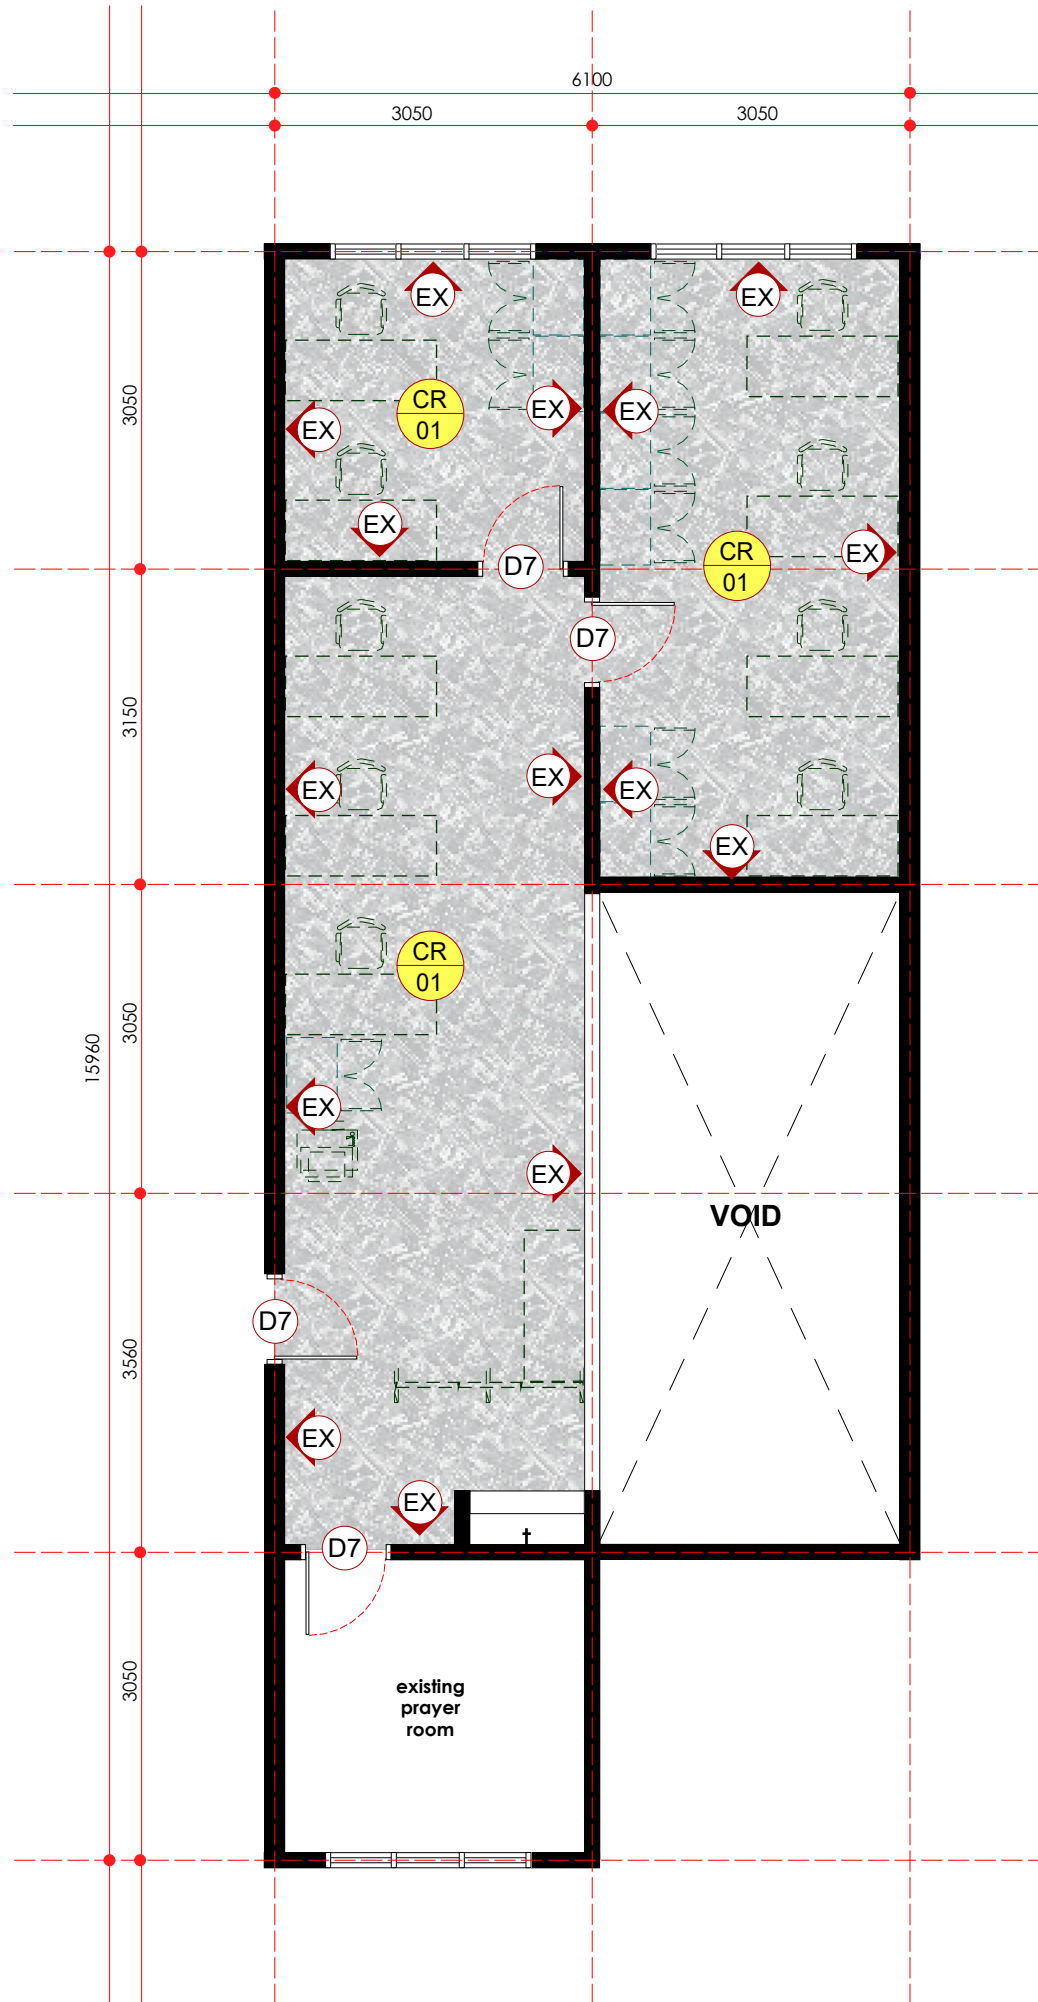 6100
3050
3050
EX
EX
CR
01
EX
EX
EX
EX
3050
EX
CR
01
EX
D7
D7
3150
EX
EX
EX
EX
CR
01
3050
15960
EX
EX
VOID
D7
3560
EX
EX
D7
3050
existing
prayer
room